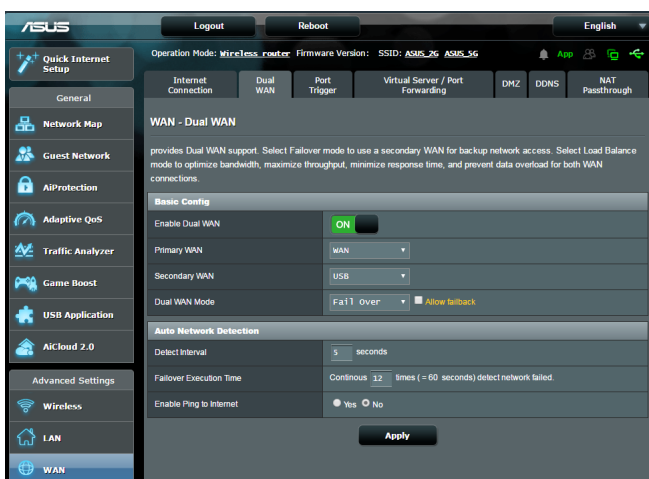 ASUS
Logout
Reboot
English
Quick Internet
Setup
Operation Mode: Wireless router Firmware Version: SSID: ASUS_2G ASUS_5G
App
Internet
Connection
Dual
WAN
Port
Trigger
Virtual Server / Port
Forwarding
DMZ
DDNS
NAT
Passthrough
General
Network Map
Guest Network
AiProtection
Adaptive QoS
Traffic Analyzer
Game Boost
USB Application
AiCloud 2.0
Advanced Settings
Wireless
LAN
WAN
WAN - Dual WAN
provides Dual WAN support. Select Failover mode to use a secondary WAN for backup network access. Select Load Balance
mode to optimize bandwidth, maximize throughput, minimize response time, and prevent data overload for both WAN
connections.
Basic Config
Enable Dual WAN
ON
Primary WAN
WAN
Secondary WAN
USB
Dual WAN Mode
Fail Over
Allow failback
Auto Network Detection
Detect Interval
5 seconds
Failover Execution Time
Continous 12 times ( = 60 seconds) detect network failed.
Enable Ping to Internet
Yes No
Apply